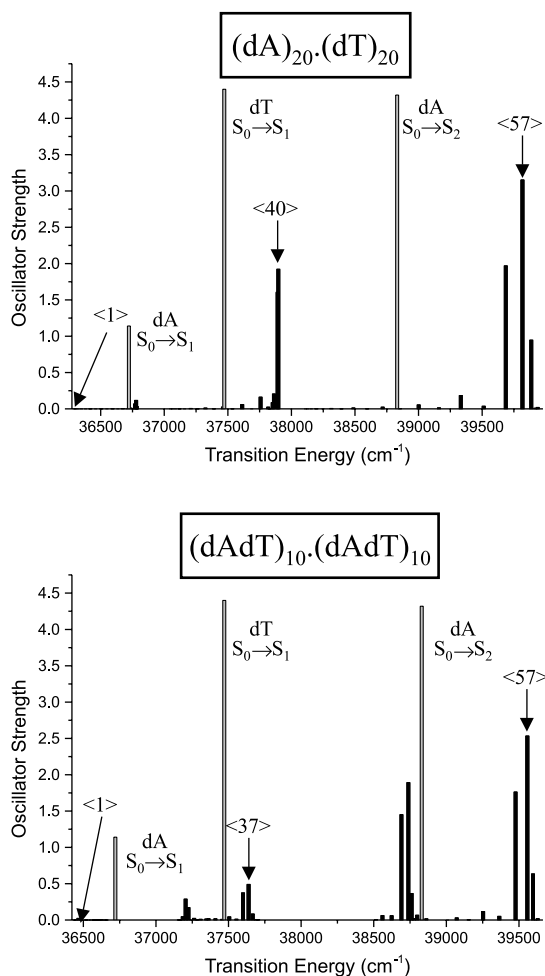 (dA)20.(dT)20
4.5
4.0
3.5
3.0
2.5
2.0
1.5
1.0
0.5
0.0
Oscillator Strength
dT
S0→S1
dA
S0→S2
<57>
<40>
<1>
dA
S0→S1
36500 37000 37500 38000 38500 39000 39500
Transition Energy (cm-1)
(dAdT)10.(dAdT)10
4.5
4.0
3.5
3.0
2.5
2.0
1.5
1.0
0.5
0.0
Oscillator Strength
dT
S0→S1
dA
S0→S2
<57>
<1>
<37>
dA
S0→S1
36500 37000 37500 38000 38500 39000 39500
Transition Energy (cm-1)